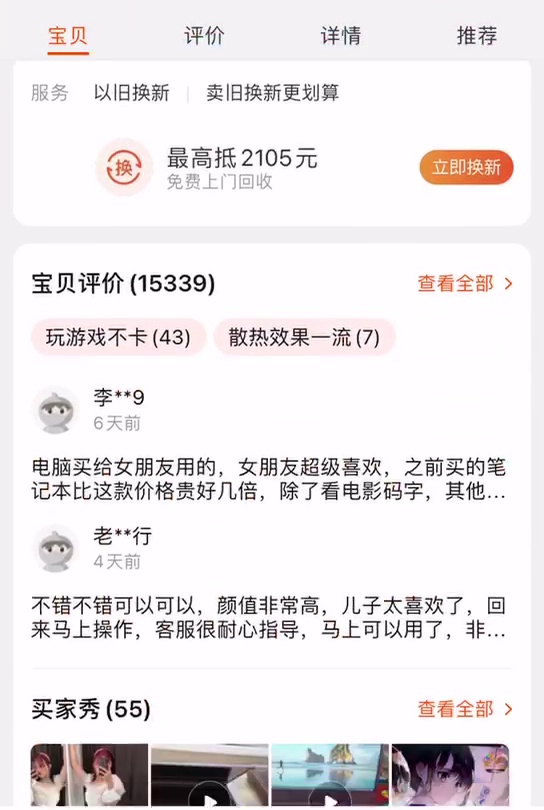 宝贝 评价 详情 推荐
服务 以旧换新 卖旧换新更划算
换 最高抵2105元 立即换新
免费上门回收
宝贝评价(15339) 查看全部
玩游戏不卡(43) 散热效果一流(7)
李**9
6天前
电脑买给女朋友用的，女朋友超级喜欢，之前买的笔
记本比这款价格贵好几倍，除了看电影码字，其他...
老**行
4天前
不错不错可以可以，颜值非常高，儿子太喜欢了，回
来马上操作，客服很耐心指导，马上可以用了，非...
买家秀(55) 查看全部